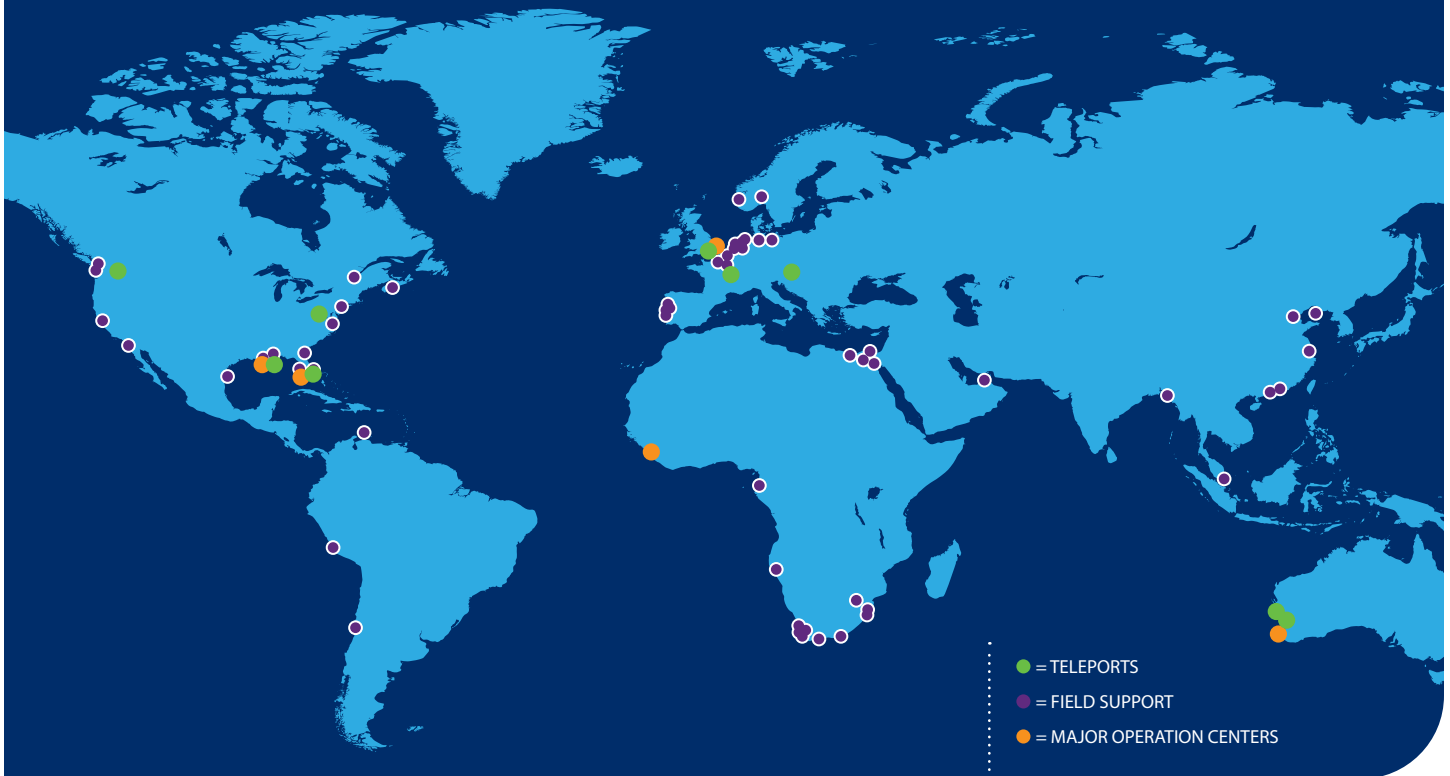 = TELEPORTS
= FIELD SUPPORT
= MAJOR OPERATION CENTERS